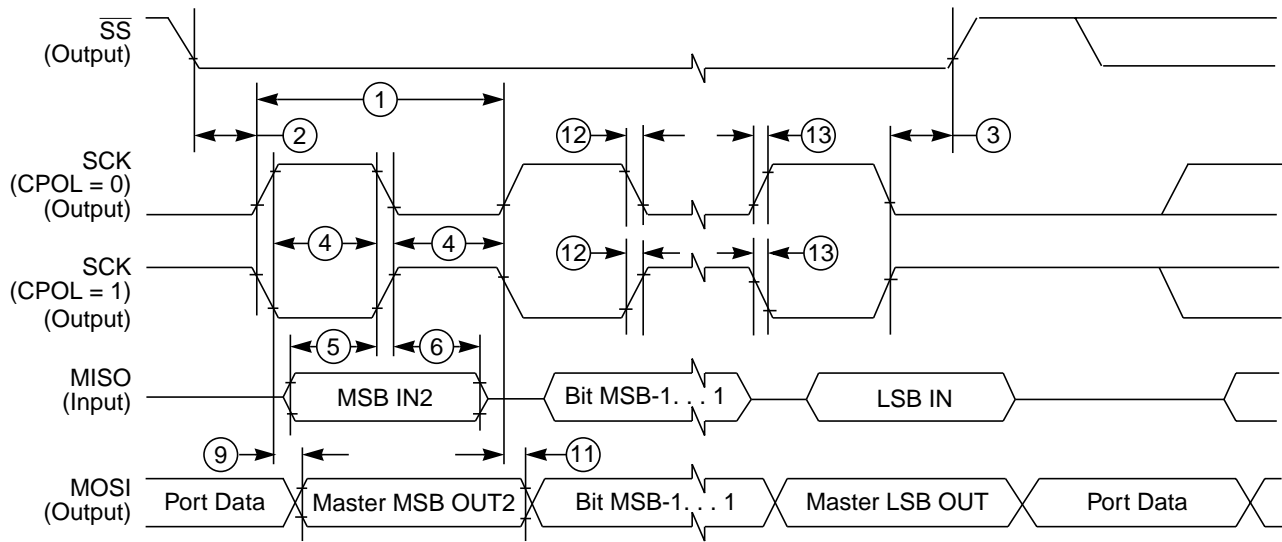 SS
(Output)
1
2
12
13
3
SCK
(CPOL = 0)
(Output)
4
4
12
13
SCK
(CPOL = 1)
(Output)
5
6
MISO
(Input)
MSB IN2
Bit MSB-1. . . 1
LSB IN
9
11
MOSI
(Output)
Port Data
Master MSB OUT2
Bit MSB-1. . . 1
Master LSB OUT
Port Data